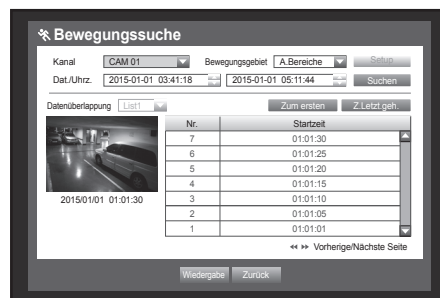 Bewegungssuche
Kanal CAM 01 Bewegungsgebiet A.Bereiche Setup
Dat./Uhrz. 2015-01-01 03:41:18 2015-01-01 05:11:44 Suchen
Datenüberlappung List1 Zum ersten Z.Letzt.geh.
Nr. Startzeit
7 01:01:30
6 01:01:25
5 01:01:20
4 01:01:15
3 01:01:10
2 01:01:05
1 01:01:01
2015/01/01 01:01:30
Vorherige/Nächste Seite
Wiedergabe Zurück